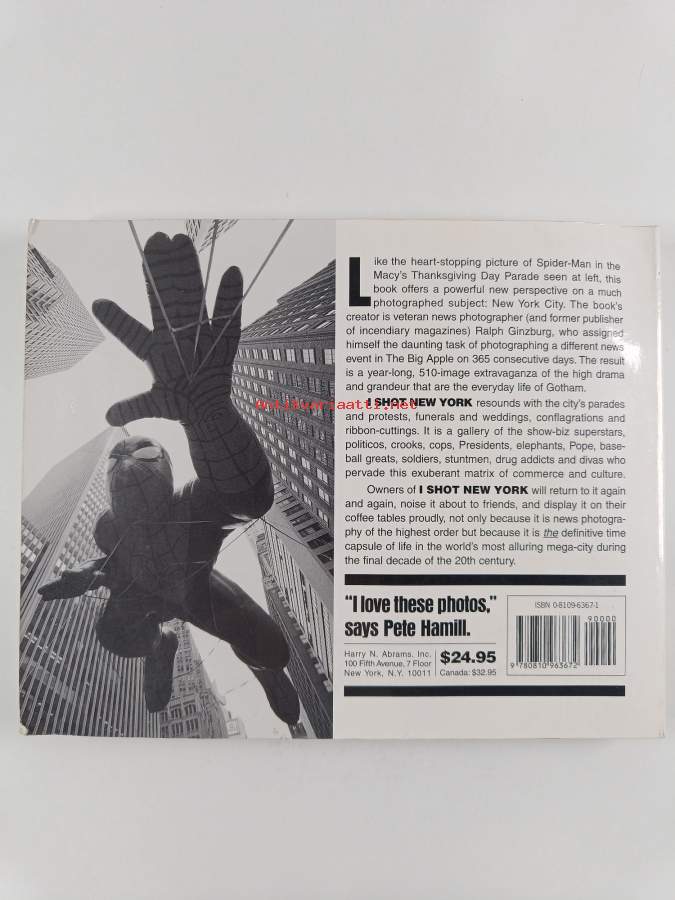 Like the heart-stopping picture of Spider-Man in the
Macy's Thanksgiving Day Parade seen at left, this
book offers a powerful new perspective on a much
photographed subject: New York City. The book's
creator is veteran news photographer (and former publisher
of incendiary magazines) Ralph Ginzburg, who assigned
himself the daunting task of photographing a different news
event in The Big Apple on 365 consecutive days. The result
is a year-long, 510-image extravaganza of the high drama
and grandeur that are the everyday life of Gotham.
I SHOT NEW YORK resounds with the city's parades
and protests, funerals and weddings, conflagrations and
ribbon-cuttings. It is a gallery of the show-biz superstars,
politicos, crooks, cops, Presidents, elephants, Pope, base-
ball greats, soldiers, stuntmen, drug addicts and divas who
pervade this exuberant matrix of commerce and culture.
Owners of I SHOT NEW YORK will return to it again
and again, noise it about to friends, and display it on their
coffee tables proudly, not only because it is news photogra-
phy of the highest order but because it is the definitive time
capsule of life in the world's most alluring mega-city during
the final decade of the 20th century.
"I love these photos,"
says Pete Hamill.
Harry N. Abrams, Inc.
100 Fifth Avenue, 7 Floor
New York, N.Y. 10011
$24.95
Canada: $32.95
ISBN 0-8109-6367-1
90000
9 780810 963672
antikvariaatti.net